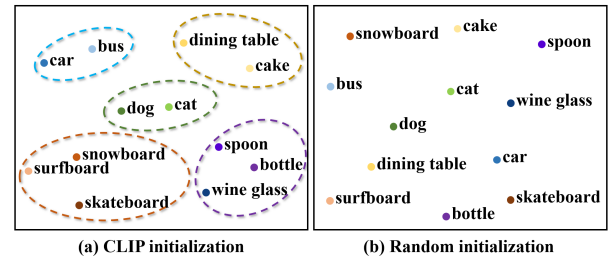 bus
car
dining table
cake
dog
cat
snowboard
surfboard
skateboard
spoon
bottle
wine glass
(a) CLIP initialization
snowboard
cake
spoon
bus
cat
wine glass
dog
dining table
car
surfboard
skateboard
bottle
(b) Random initialization